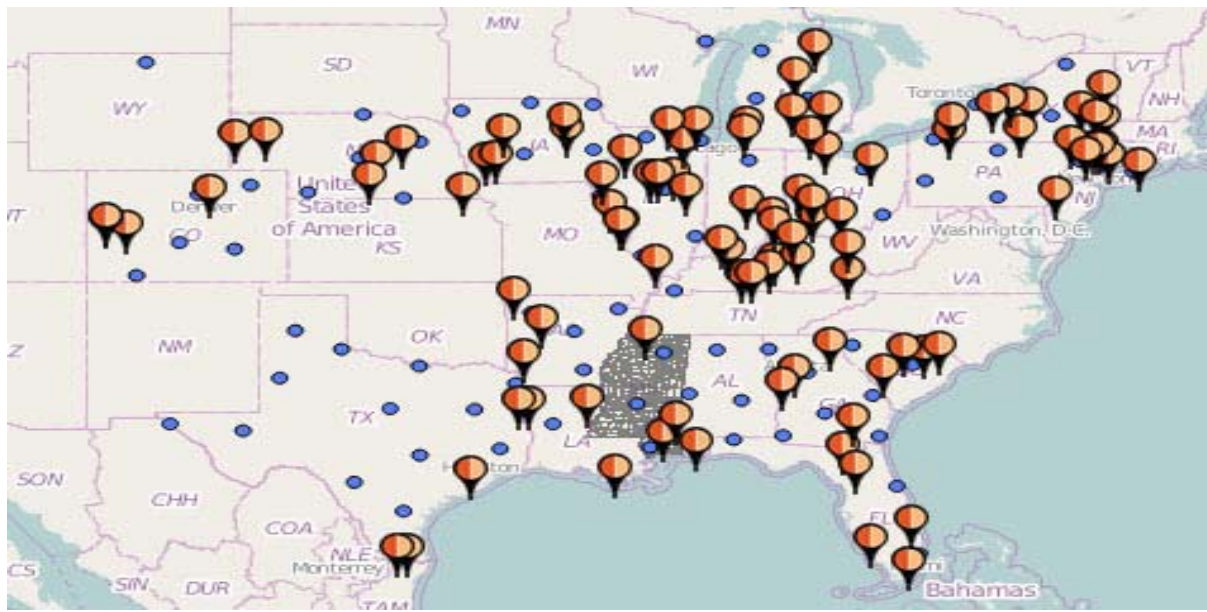 MN
VT
SD
WI
Toronto
NH
WY
MA
IA
RI
PA
United
States
of America
Denver
OH
NJ
CO
MO
WV
Washington, D.C.
KS
VA
TN
NC
OK
NM
AL
TX
GA
LA
Houston
SON
CHH
COA
FL
NLE
Monterrey
SIN
DUR
Bahamas
TAM